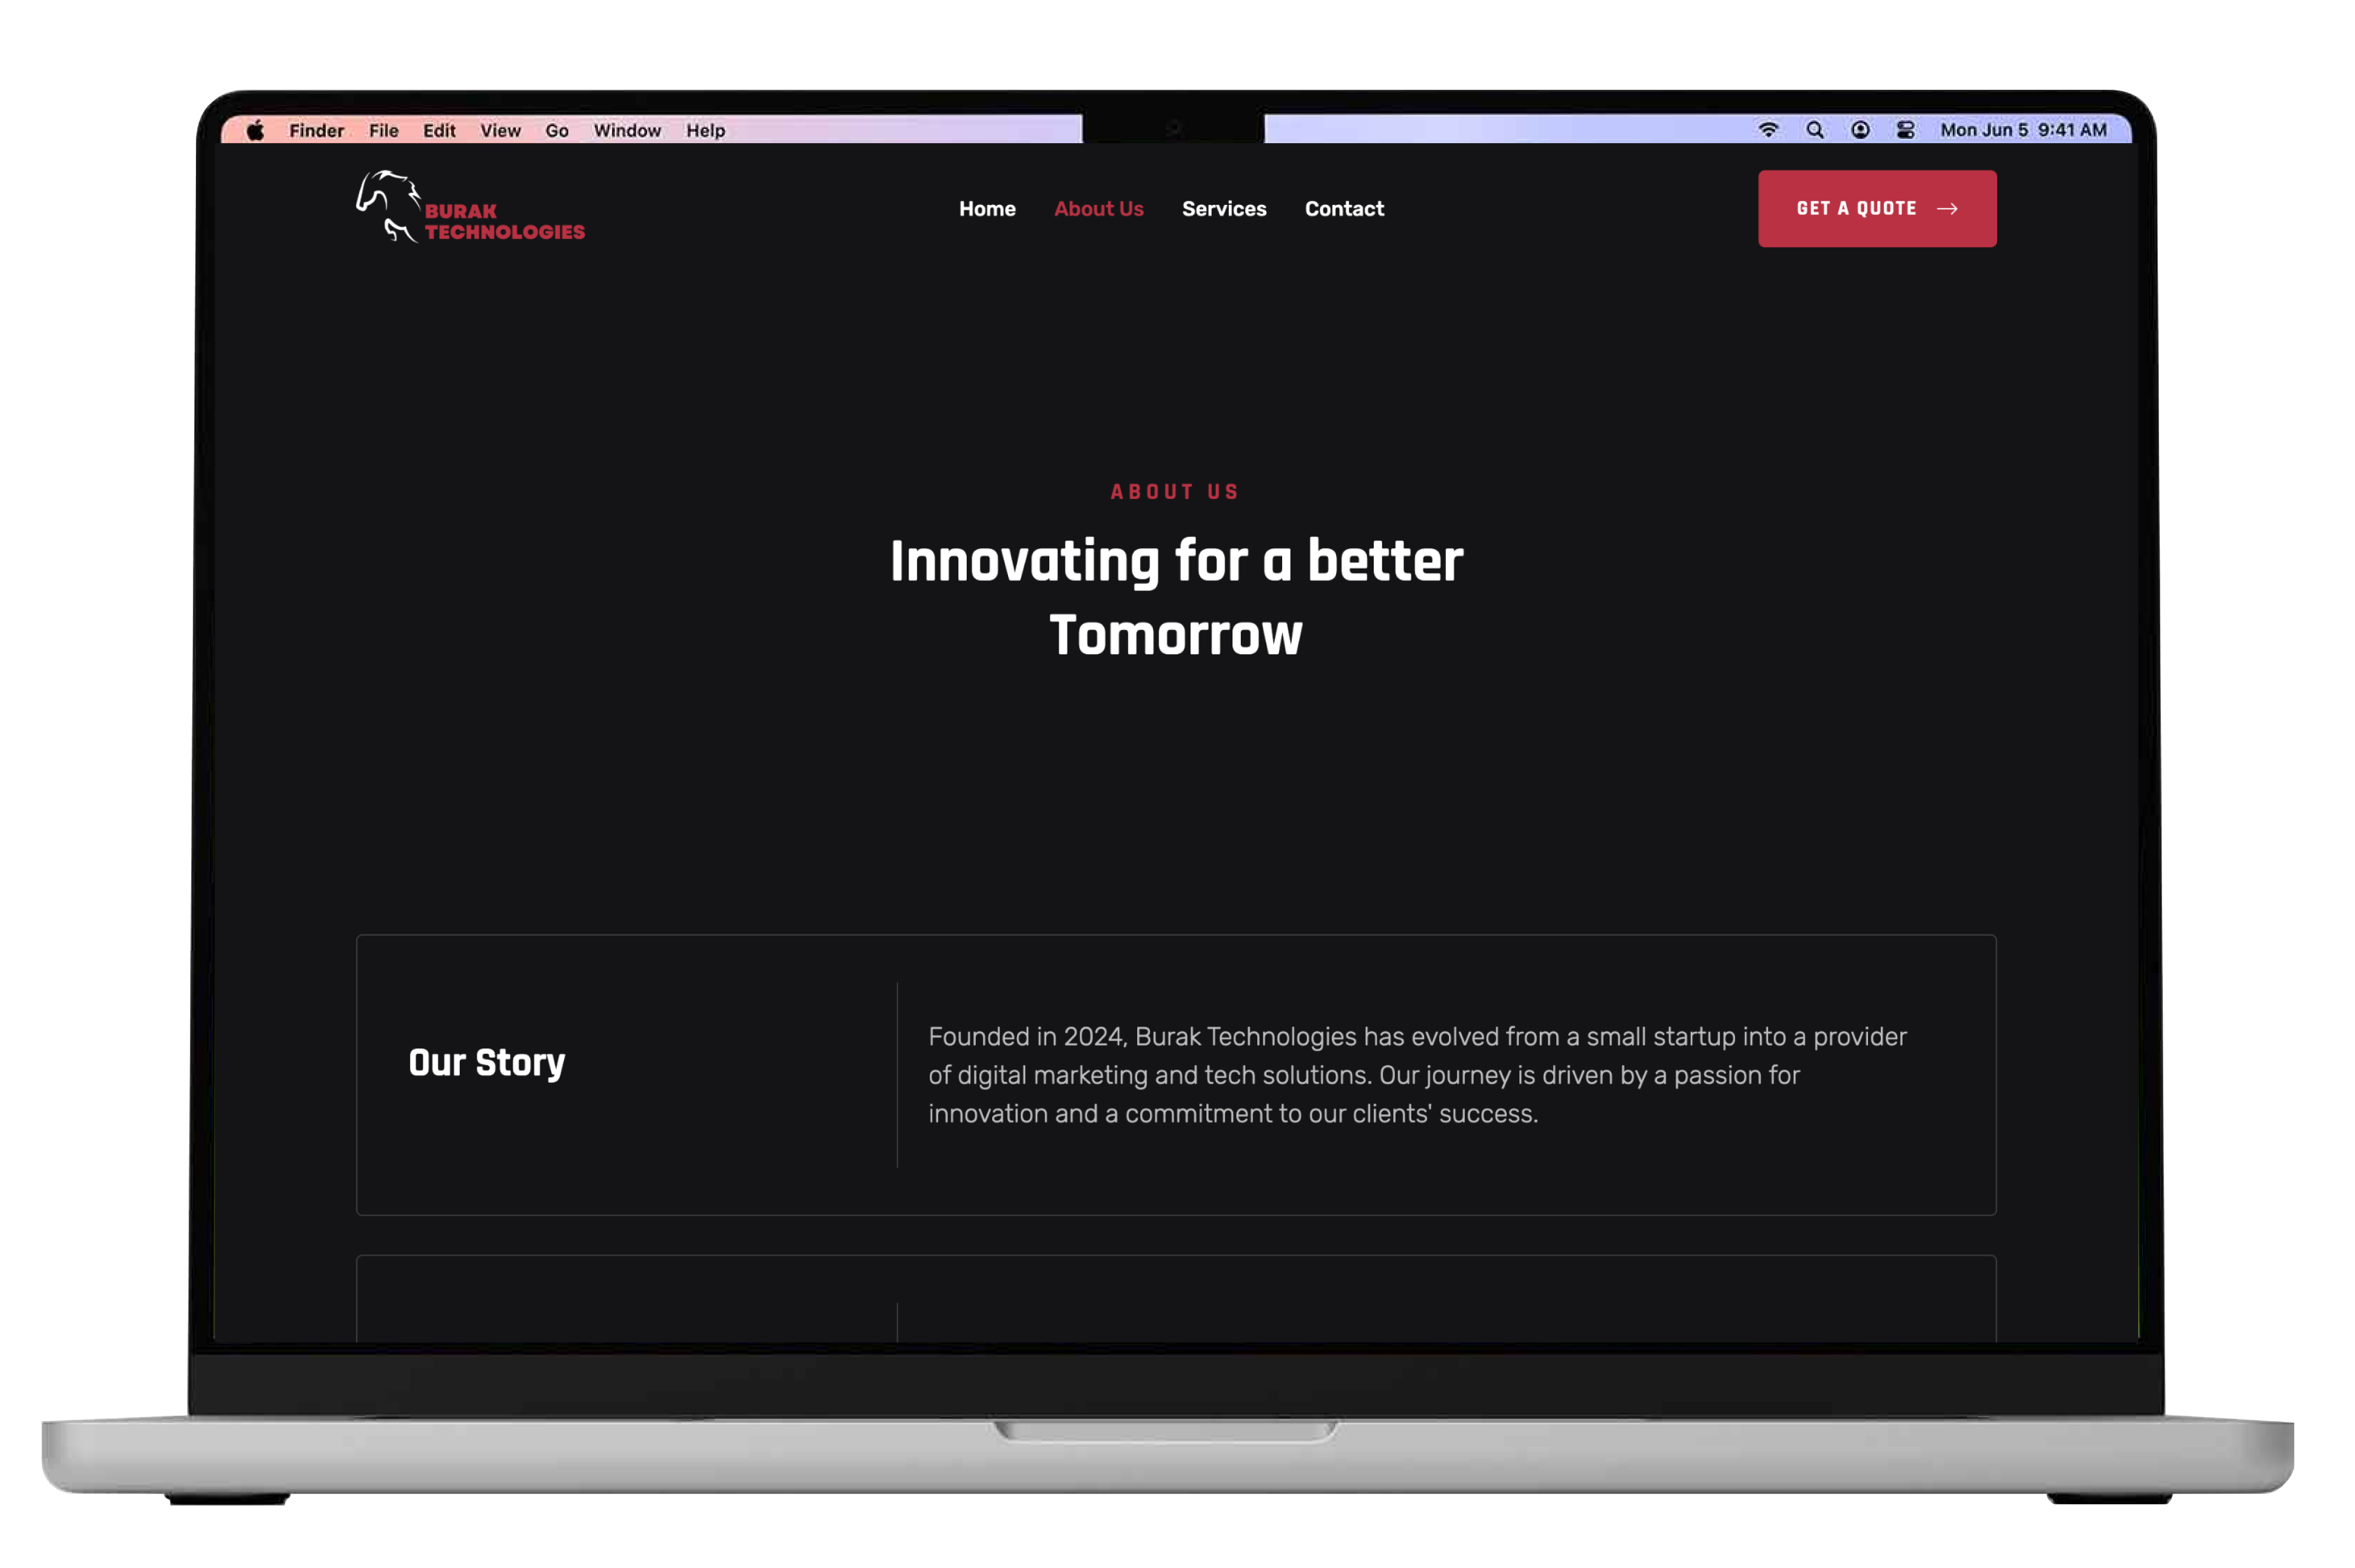 Finder File Edit View Go Window Help
Mon Jun 5 9:41 AM
BURAK
TECHNOLOGIES
Home About Us Services Contact
GET A QUOTE
ABOUT US
Innovating for a better
Tomorrow
Our Story
Founded in 2024, Burak Technologies has evolved from a small startup into a provider
of digital marketing and tech solutions. Our journey is driven by a passion for
innovation and a commitment to our clients' success.